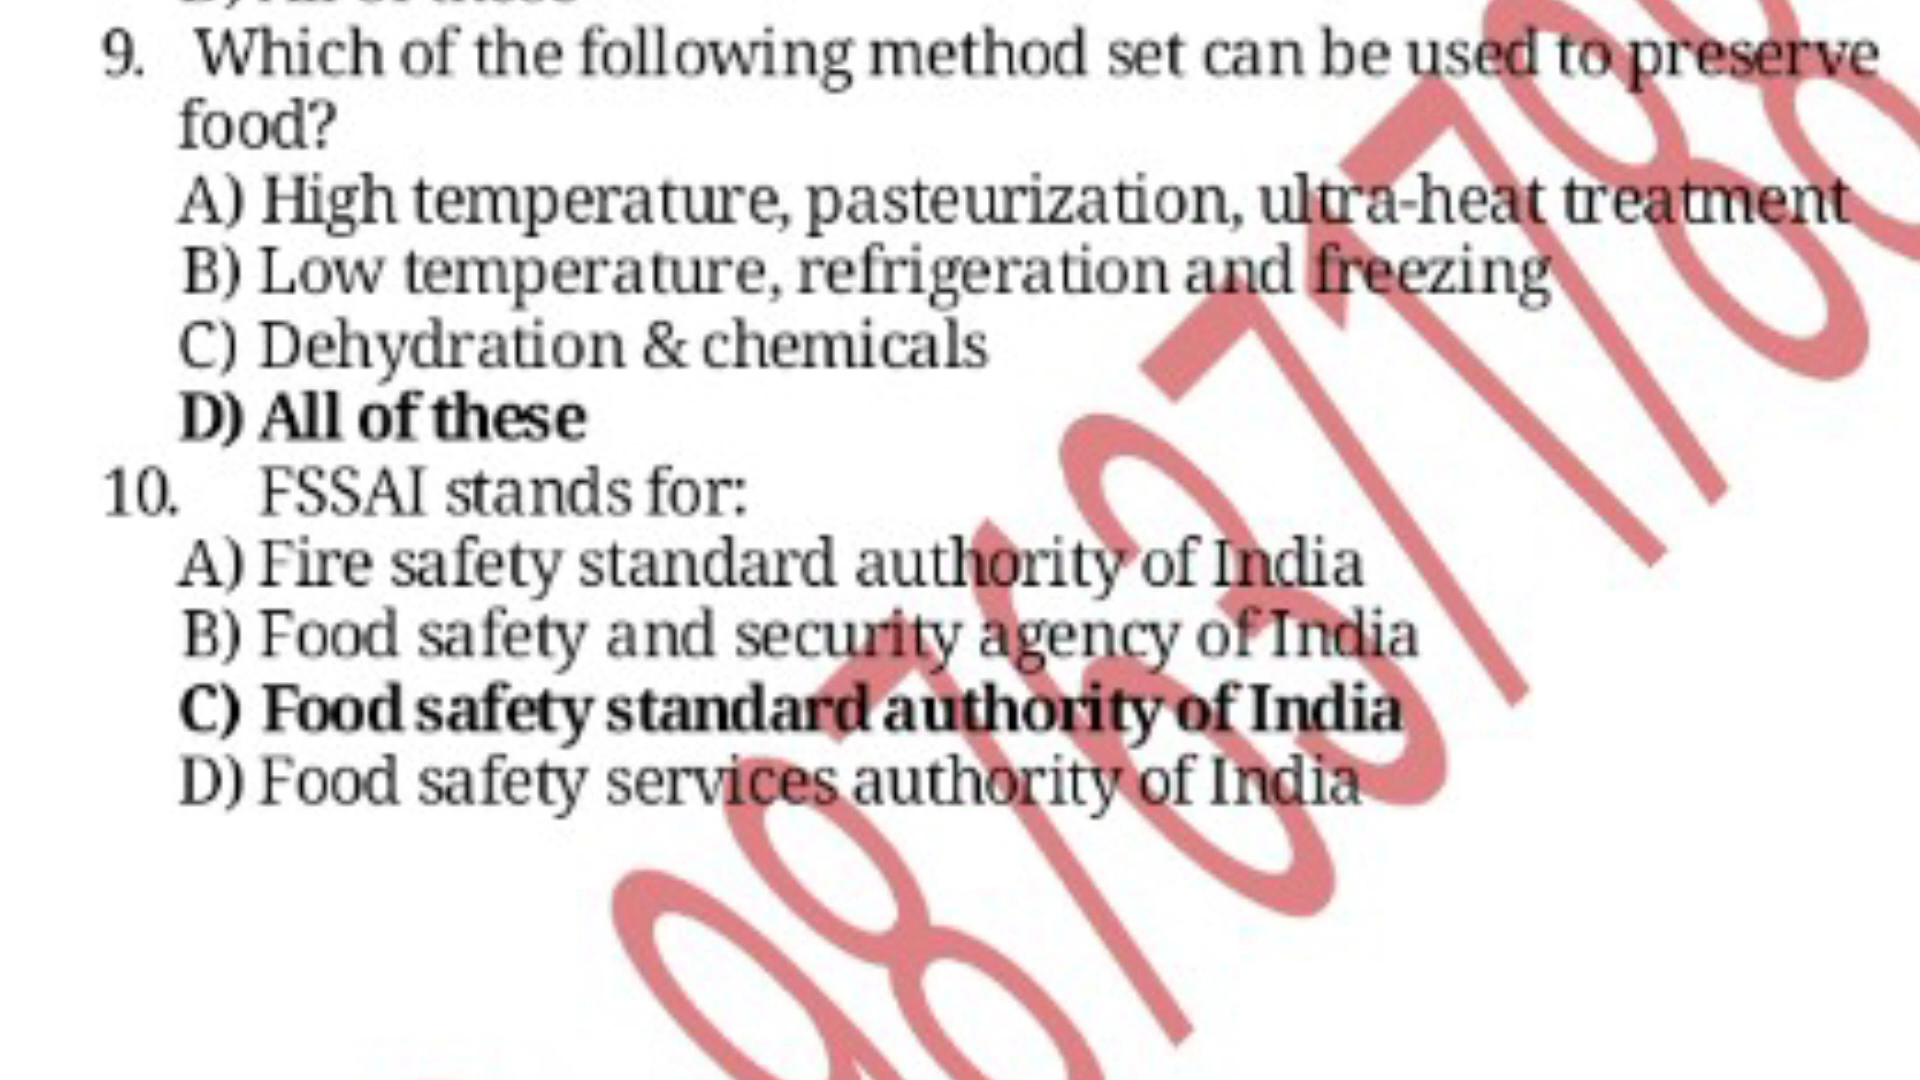 9. Which of the following method set can be used to preserve
food?
A) High temperature, pasteurization, ultra-heat treatment
B) Low temperature, refrigeration and freezing
C) Dehydration & chemicals
D) All of these
10. FSSAI stands for:
A) Fire safety standard authority of India
B) Food safety and security agency of India
C) Food safety standard authority of India
D) Food safety services authority of India